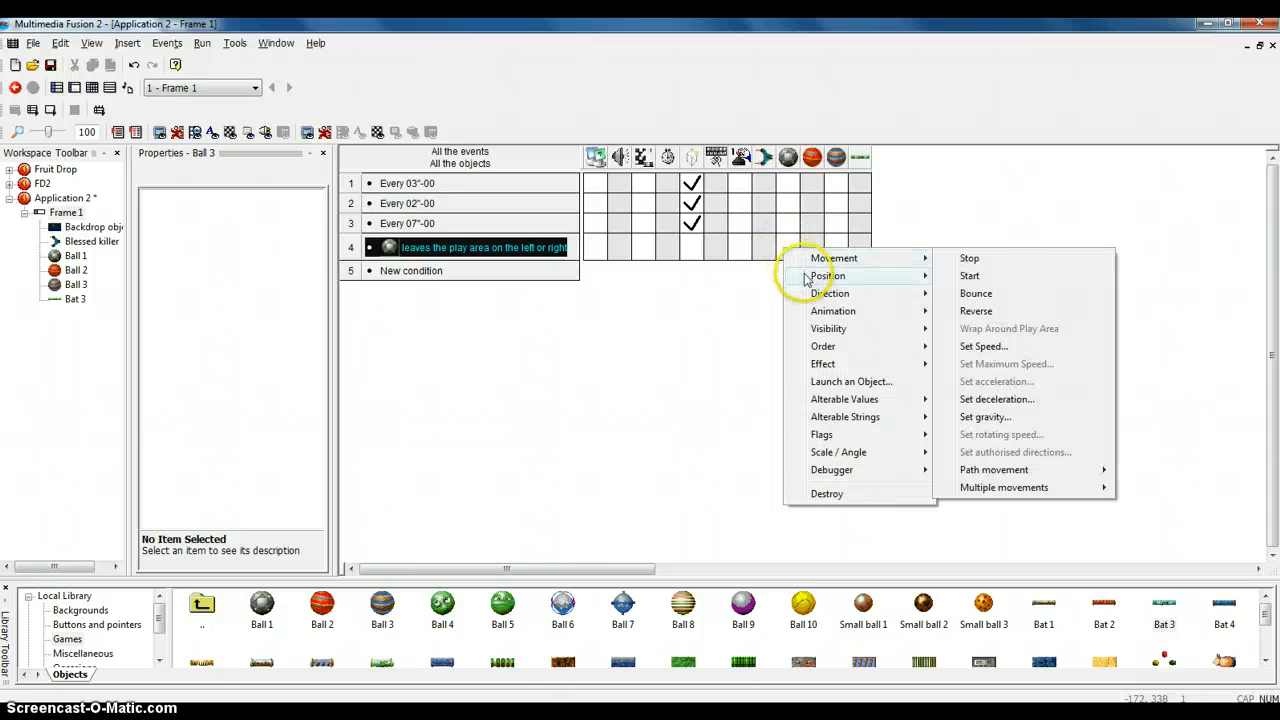 Multimedia Fusion 2 - [Application 2 - Frame 1]
File Edit View Insert Events Run Tools Window Help
1 - Frame 1
100
Workspace Toolbar
Fruit Drop
FD2
Application 2 *
Frame 1
Backdrop obj
Blessed killer
Ball 1
Ball 2
Ball 3
Bat 3
Properties - Ball 3
No Item Selected
Select an item to see its description
All the events
All the objects
1 Every 03"-00
2 Every 02"-00
3 Every 07"-00
4 leaves the play area on the left or right
5 New condition
Movement
Position
Direction
Animation
Visibility
Order
Effect
Launch an Object...
Alterable Values
Alterable Strings
Flags
Scale / Angle
Debugger
Destroy
Stop
Start
Bounce
Reverse
Wrap Around Play Area
Set Speed...
Set Maximum Speed...
Set acceleration...
Set deceleration...
Set gravity...
Set rotating speed...
Set authorised directions...
Path movement
Multiple movements
Library Toolbar
Local Library
Backgrounds
Buttons and pointers
Games
Miscellaneous
Objects
.. Ball 1 Ball 2 Ball 3 Ball 4 Ball 5 Ball 6 Ball 7 Ball 8 Ball 9 Ball 10 Small ball 1 Small ball 2 Small ball 3 Bat 1 Bat 2 Bat 3 Bat 4
-172, 338 1 CAP NUM
Screencast-O-Matic.com